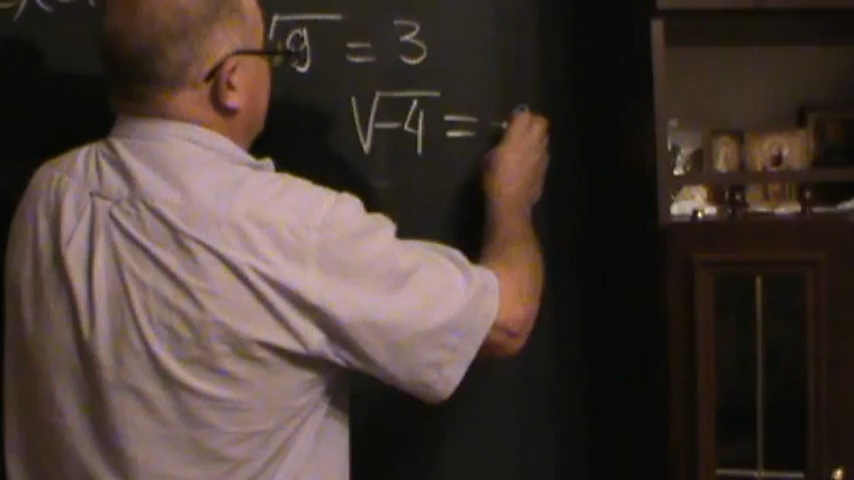 √9 = 3
√-4 = -